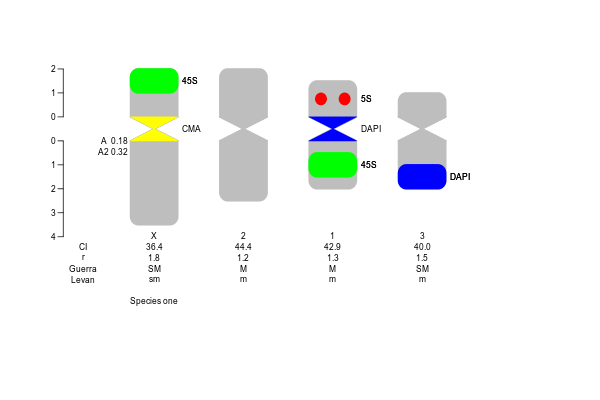 2
1
0
0
1
2
3
4
45S
CMA
A 0.18
A2 0.32
5S
DAPI
45S
DAPI
X 2 1 3
CI 36.4 44.4 42.9 40.0
r 1.8 1.2 1.3 1.5
Guerra SM M M SM
Levan sm m m m
Species one